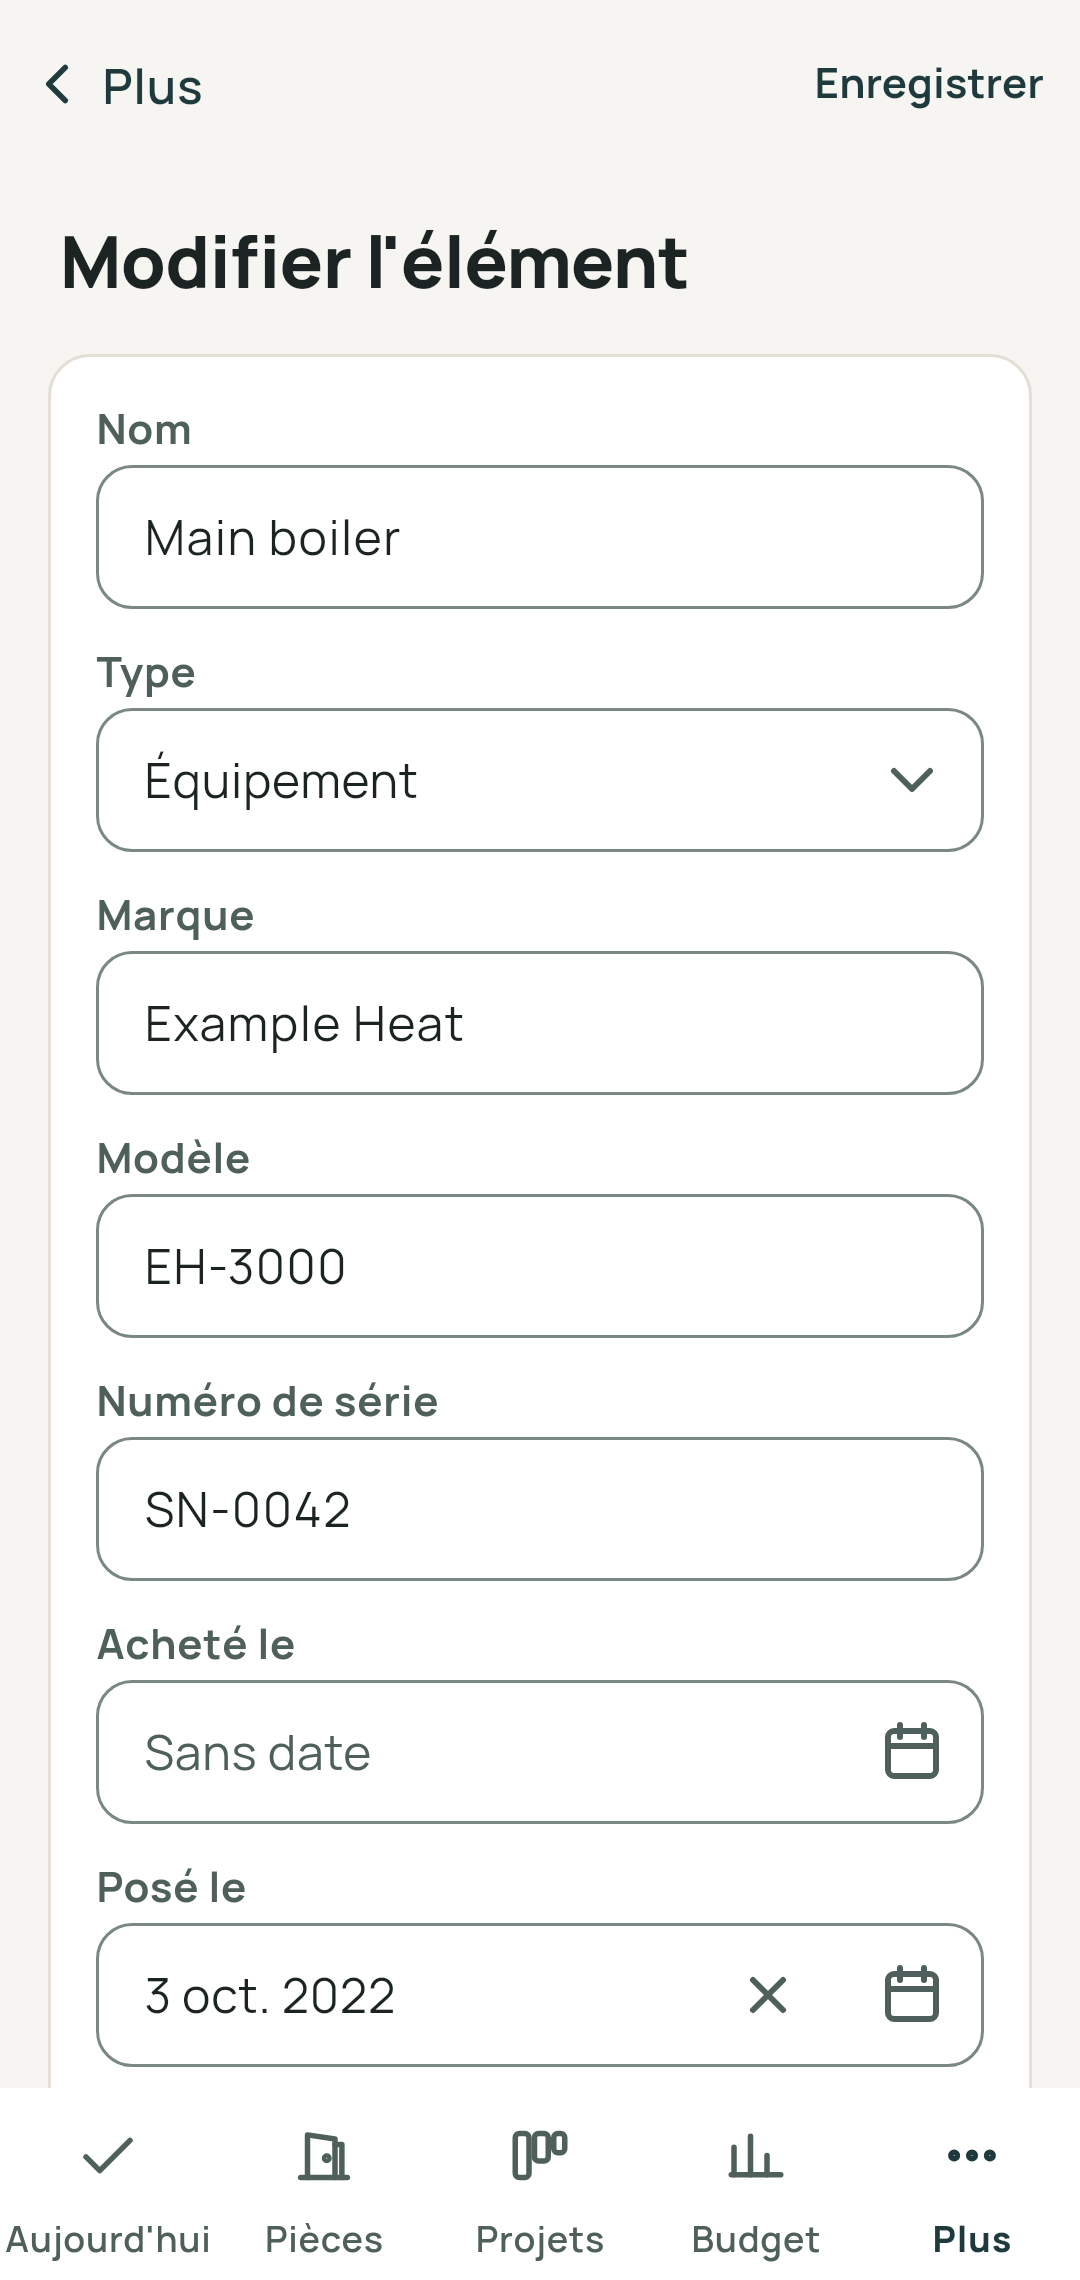 Plus
Enregistrer
Modifier l'élément
Nom
Main boiler
Type
Équipement
Marque
Example Heat
Modèle
EH-3000
Numéro de série
SN-0042
Acheté le
Sans date
Posé le
3 oct. 2022
Aujourd'hui
Pièces
Projets
Budget
Plus